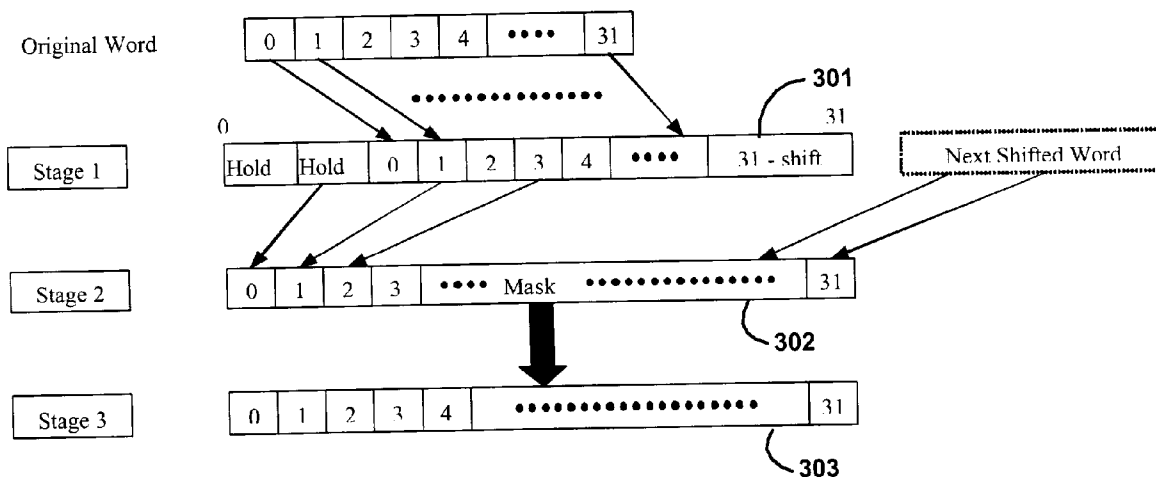 Original Word
0 1 2 3 4 •••• 31
301
0
31
Stage 1
Hold Hold 0 1 2 3 4 •••• 31 - shift
Next Shifted Word
Stage 2
0 1 2 3 •••• Mask •••••••••••••••• 31
302
Stage 3
0 1 2 3 4 ••••••••••••••••••• 31
303